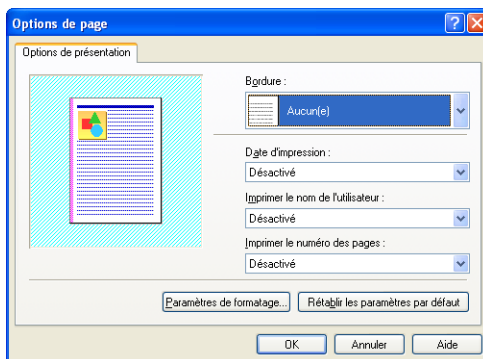 Options de page
Options de présentation
Bordure :
Aucun(e)
Date d'impression :
Désactivé
Imprimer le nom de l'utilisateur :
Désactivé
Imprimer le numéro des pages :
Désactivé
Paramètres de formatage... Rétablir les paramètres par défaut
OK Annuler Aide